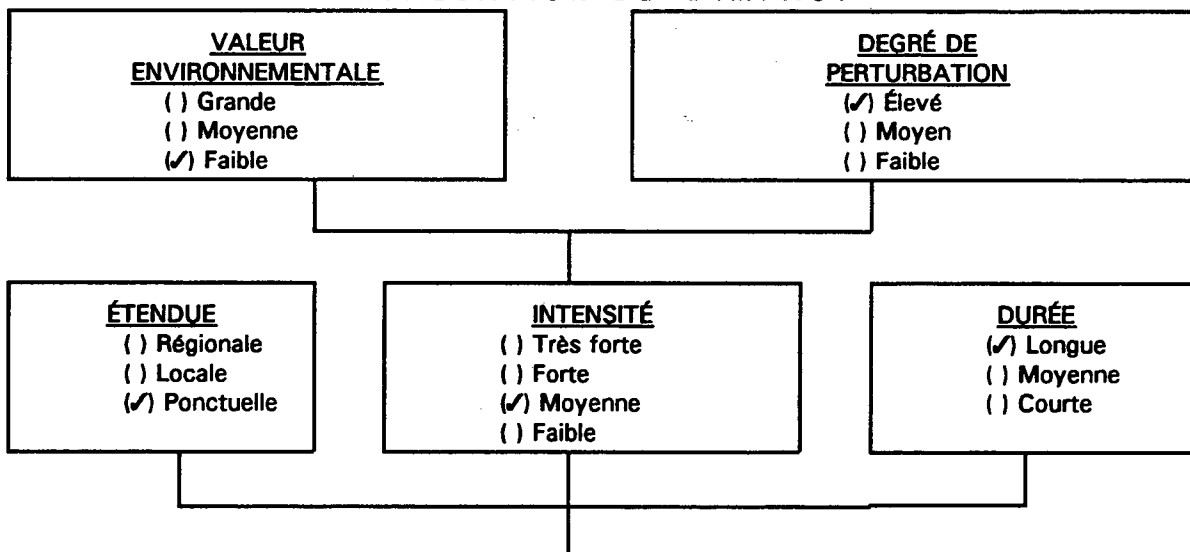 VALEUR
ENVIRONNEMENTALE
( ) Grande
( ) Moyenne
(✓) Faible
DEGRÉ DE
PERTURBATION
(✓) Élevé
( ) Moyen
( ) Faible
ÉTENDUE
( ) Régionale
( ) Locale
(✓) Ponctuelle
INTENSITÉ
( ) Très forte
( ) Forte
(✓) Moyenne
( ) Faible
DURÉE
(✓) Longue
( ) Moyenne
( ) Courte